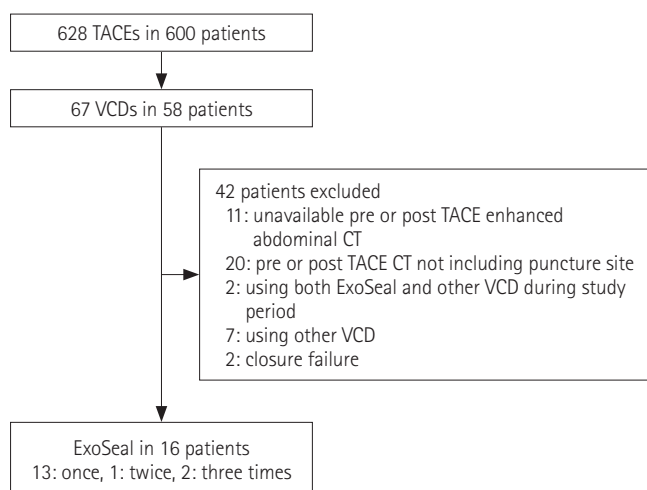 628 TACEs in 600 patients
67 VCDs in 58 patients
42 patients excluded
11: unavailable pre or post TACE enhanced
abdominal CT
20: pre or post TACE CT not including puncture site
2: using both ExoSeal and other VCD during study
period
7: using other VCD
2: closure failure
ExoSeal in 16 patients
13: once, 1: twice, 2: three times